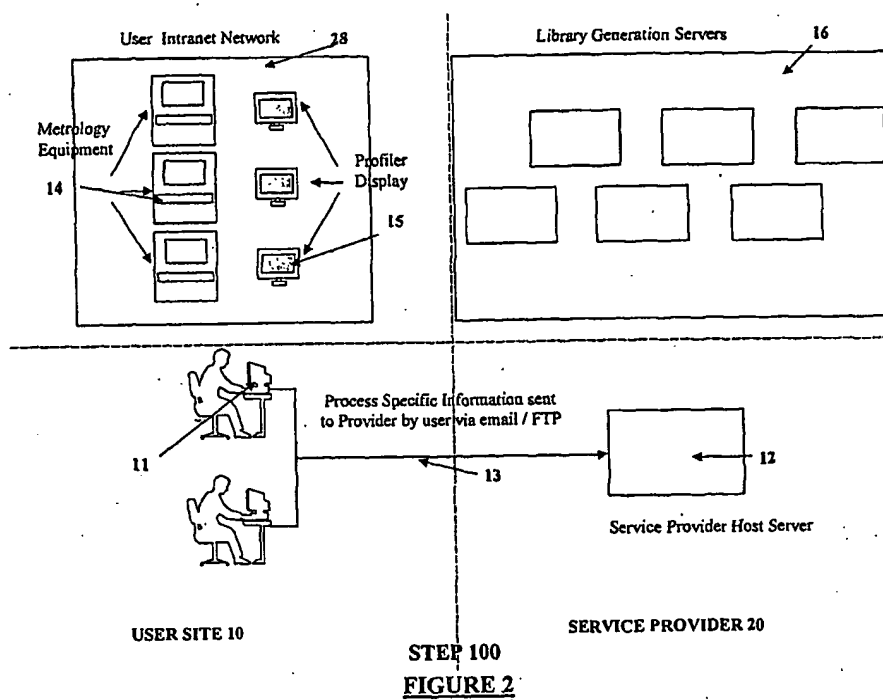 User Intranet Network
28
Library Generation Servers
16
Metrology
Equipment
14
Profiler
Display
15
Process Specific Information sent
to Provider by user via email / FTP
11
13
12
Service Provider Host Server
USER SITE 10
SERVICE PROVIDER 20
STEP 100
FIGURE 2